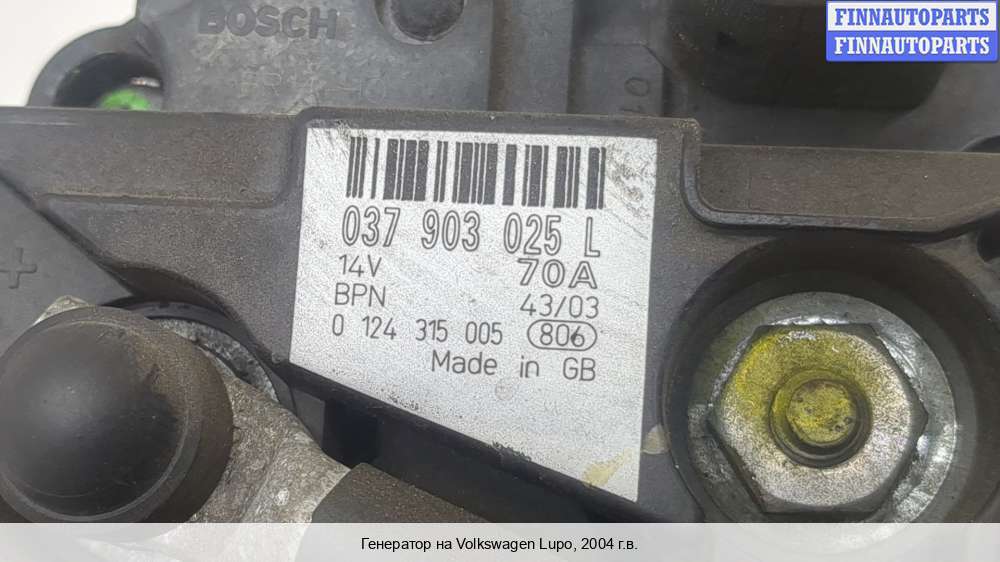 BOSCH
FINNAUTOPARTS
FINNAUTOPARTS
037 903 025 L
14V 70A
BPN 43/03
0 124 315 005 806
Made in GB
+
Генератор на Volkswagen Lupo, 2004 г.в.